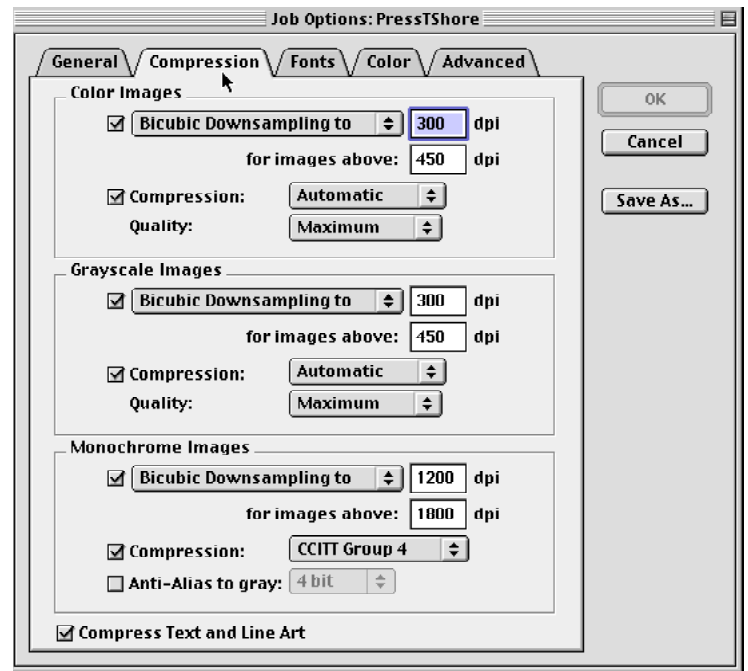 Job Options: PressTShore
General Compression Fonts Color Advanced
Color Images
Bicubic Downsampling to 300 dpi
for images above: 450 dpi
Compression: Automatic
Quality: Maximum
Grayscale Images
Bicubic Downsampling to 300 dpi
for images above: 450 dpi
Compression: Automatic
Quality: Maximum
Monochrome Images
Bicubic Downsampling to 1200 dpi
for images above: 1800 dpi
Compression: CCITT Group 4
Anti-Alias to gray: 4 bit
Compress Text and Line Art
OK
Cancel
Save As...